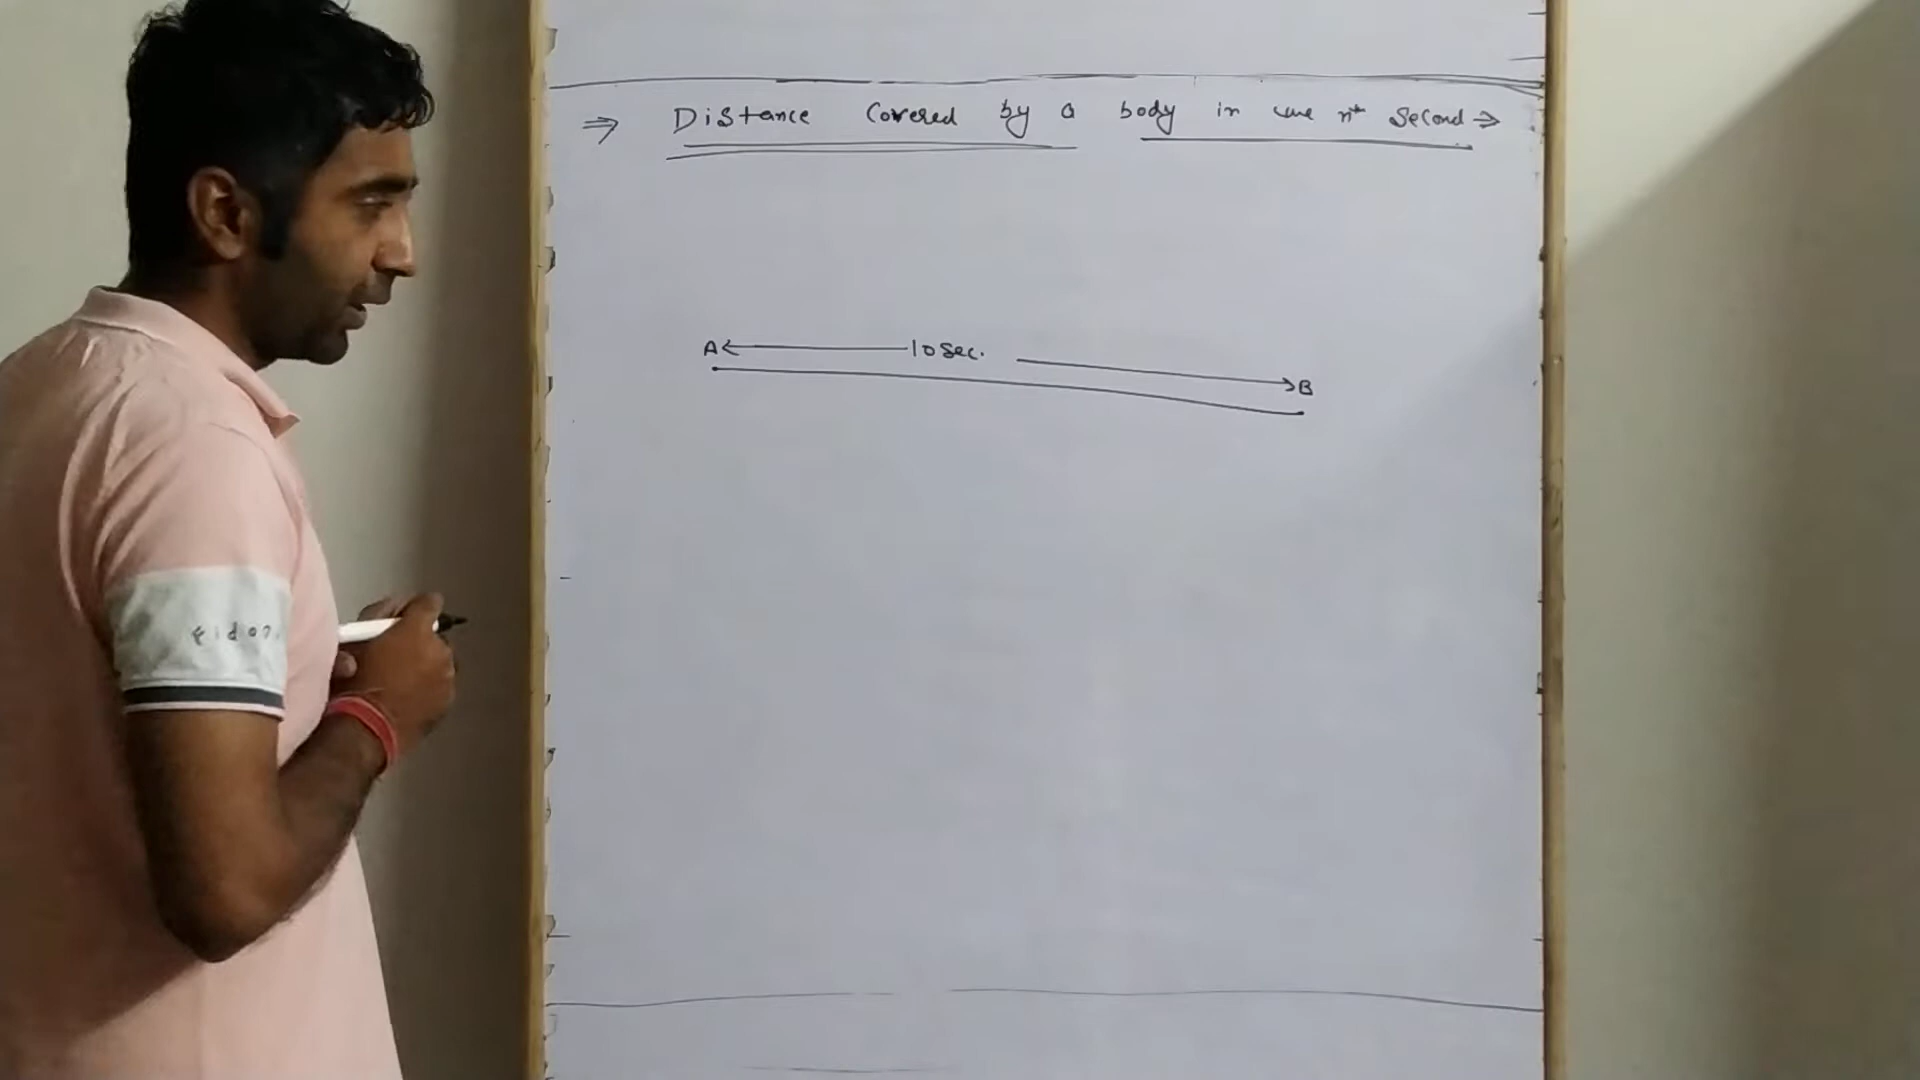 ⇒ Distance Covered by a body in the nth Second ⇒
A ← 10 Sec. → B